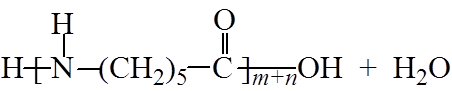 H O
H-[-N-(CH₂)₅-C-]ₘ₊ₙOH + H₂O